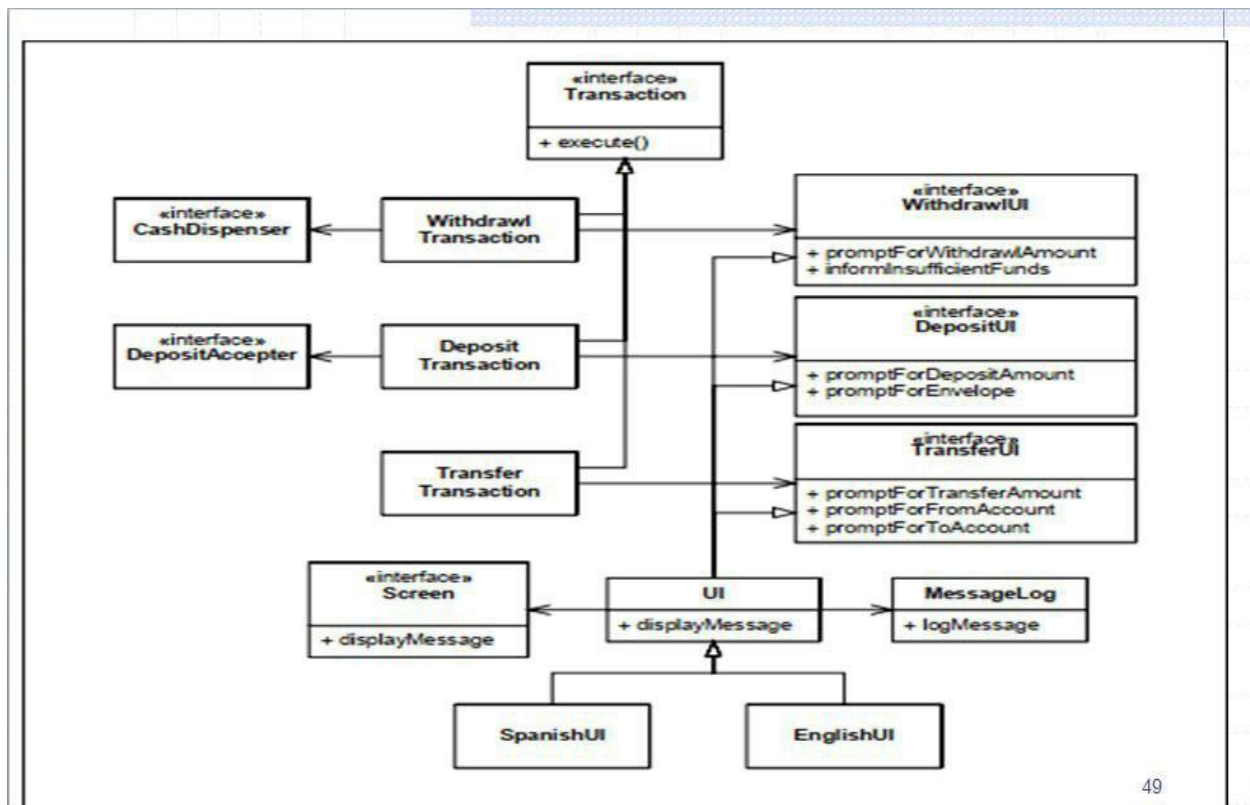 «interface»
Transaction
+ execute()
«interface»
CashDispenser
Withdrawl
Transaction
«interface»
WithdrawlUI
+ promptForWithdrawlAmount
+ informInsufficientFunds
«interface»
DepositAccepter
Deposit
Transaction
«interface»
DepositUI
+ promptForDepositAmount
+ promptForEnvelope
Transfer
Transaction
«interface»
TransferUI
+ promptForTransferAmount
+ promptForFromAccount
+ promptForToAccount
«interface»
Screen
+ displayMessage
UI
+ displayMessage
MessageLog
+ logMessage
SpanishUI
EnglishUI
49